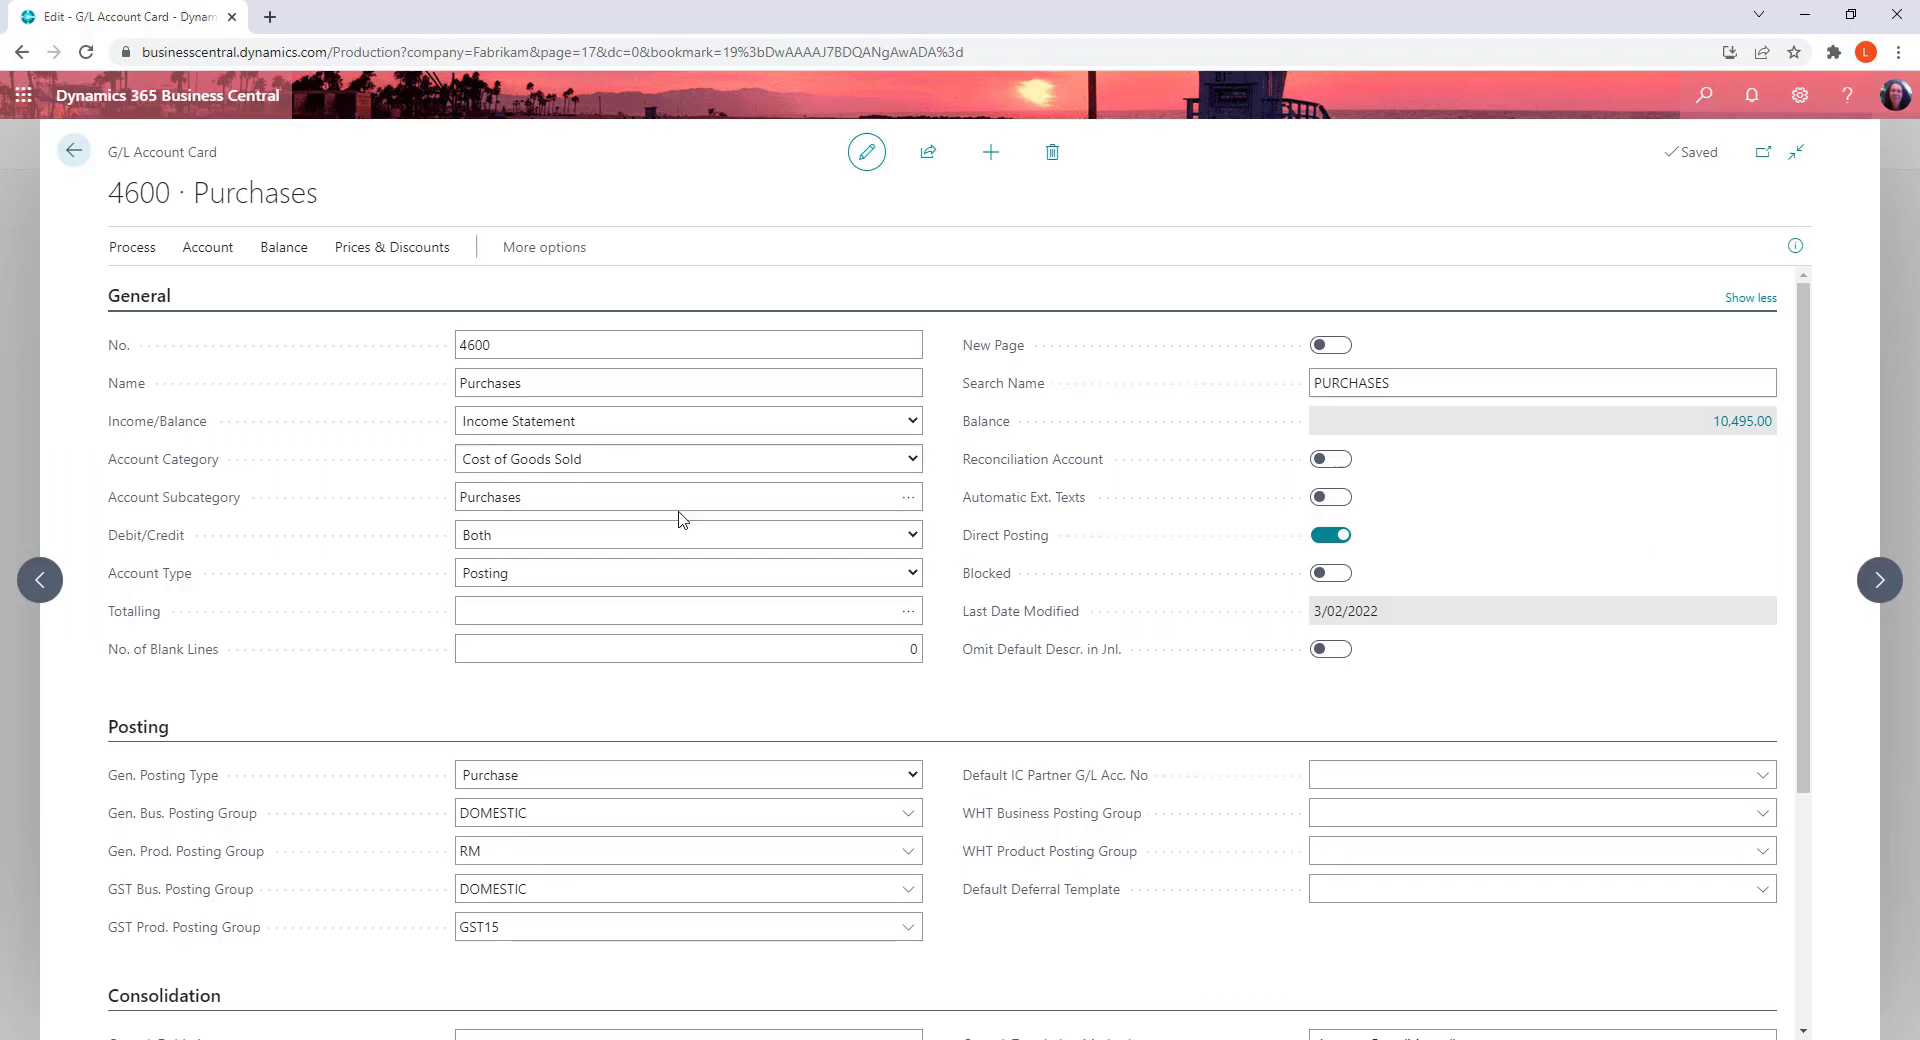 Edit - G/L Account Card - Dynam
businesscentral.dynamics.com/Production?company=Fabrikam&page=17&dc=0&bookmark=19%3bDwAAAAJ7BDQANgAwADA%3d
L
Dynamics 365 Business Central
G/L Account Card
Saved
4600 · Purchases
Process Account Balance Prices & Discounts More options
General
Show less
No. 4600
New Page
Name Purchases
Search Name PURCHASES
Income/Balance Income Statement
Balance 10,495.00
Account Category Cost of Goods Sold
Reconciliation Account
Account Subcategory Purchases
Automatic Ext. Texts
Debit/Credit Both
Direct Posting
Account Type Posting
Blocked
Totalling
Last Date Modified 3/02/2022
No. of Blank Lines 0
Omit Default Descr. in Jnl.
Posting
Gen. Posting Type Purchase
Default IC Partner G/L Acc. No
Gen. Bus. Posting Group DOMESTIC
WHT Business Posting Group
Gen. Prod. Posting Group RM
WHT Product Posting Group
GST Bus. Posting Group DOMESTIC
Default Deferral Template
GST Prod. Posting Group GST15
Consolidation